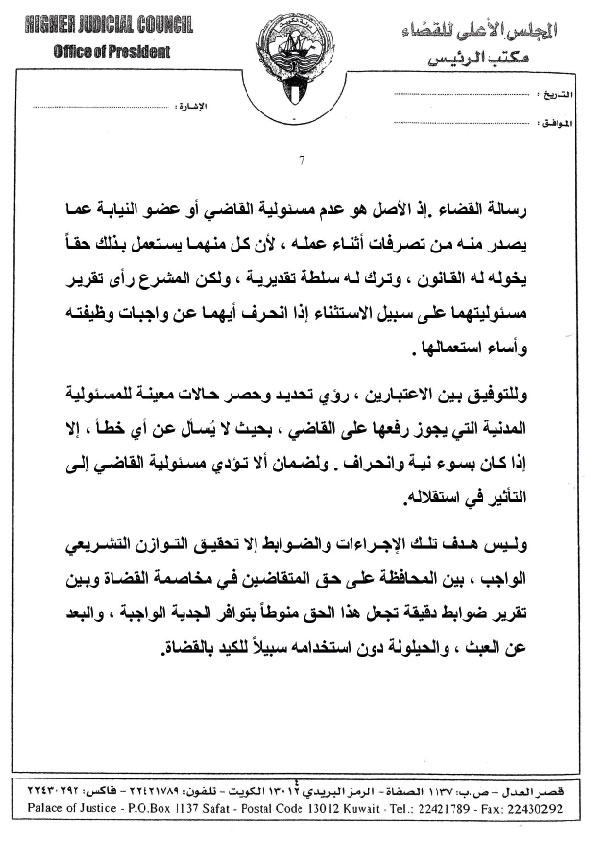 HIGHER JUDICIAL COUNCIL
Office of President
المجلس الأعلى للقضاء
مكتب الرئيس
التـاريـخ :
الموافـق :
الإشارة :
7
رسالة القضاء .إذ الأصل هو عدم مسئولية القاضي أو عضو النيابة عما
يصدر منه من تصرفات أثناء عمله ، لأن كل منهما يستعمل بذلك حقاً
يخوله له القانون ، وترك له سلطة تقديرية ، ولكن المشرع رأى تقرير
مسئوليتهما على سبيل الاستثناء إذا انحرف أيهما عن واجبات وظيفته
وأساء استعمالها .
وللتوفيق بين الاعتبارين ، رؤي تحديد وحصر حالات معينة للمسئولية
المدنية التي يجوز رفعها على القاضي ، بحيث لا يُسأل عن أي خطأ ، إلا
إذا كان بسوء نية وانحراف . ولضمان ألا تؤدي مسئولية القاضي إلى
التأثير في استقلاله.
وليس هدف تلك الإجراءات والضوابط إلا تحقيق التوازن التشريعي
الواجب ، بين المحافظة على حق المتقاضين في مخاصمة القضاة وبين
تقرير ضوابط دقيقة تجعل هذا الحق منوطاً بتوافر الجدية الواجبة ، والبعد
عن العبث ، والحيلولة دون استخدامه سبيلاً للكيد بالقضاة.
قصر العدل - ص.ب: ١١٣٧ الصفاة - الرمز البريدي ١٣٠١٢ الكويت - تلفون: ٢٢٤٢١٧٨٩ - فاكس: ٢٢٤٣٠٢٩٢
Palace of Justice - P.O.Box 1137 Safat - Postal Code 13012 Kuwait - Tel.: 22421789 - Fax: 22430292